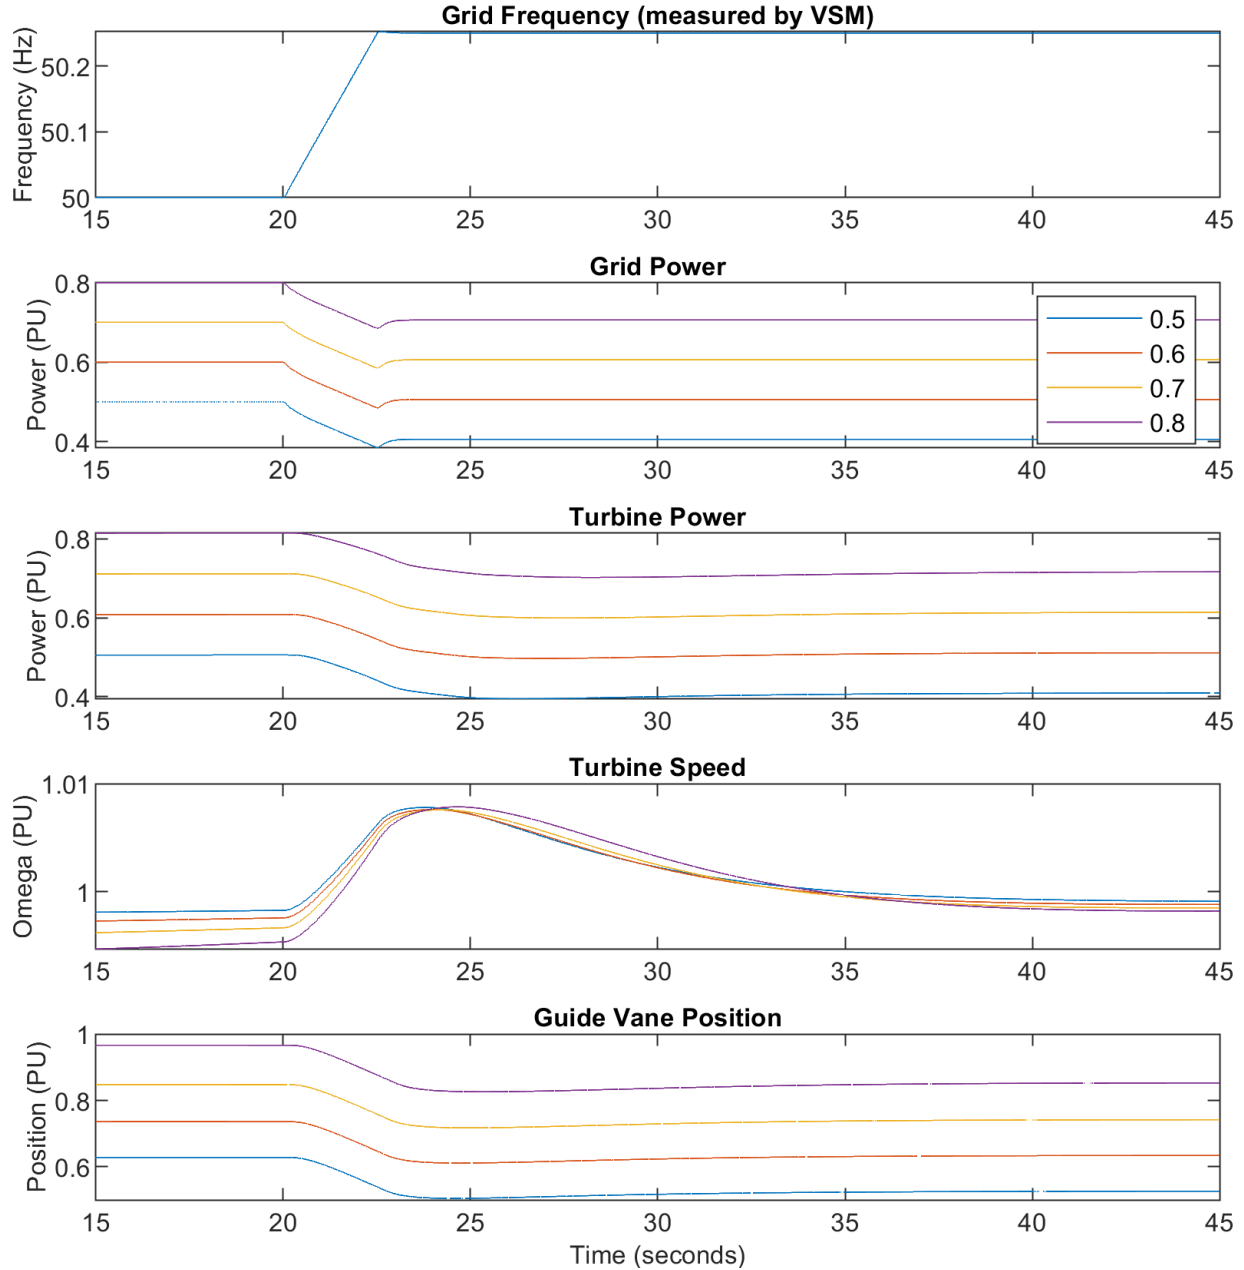 Grid Frequency (measured by VSM)
Frequency (Hz)
50.2
50.1
50
15 20 25 30 35 40 45
Grid Power
Power (PU)
0.8
0.6
0.4
0.5
0.6
0.7
0.8
15 20 25 30 35 40 45
Turbine Power
Power (PU)
0.8
0.6
0.4
15 20 25 30 35 40 45
Turbine Speed
Omega (PU)
1.01
1
15 20 25 30 35 40 45
Guide Vane Position
Position (PU)
1
0.8
0.6
15 20 25 30 35 40 45
Time (seconds)